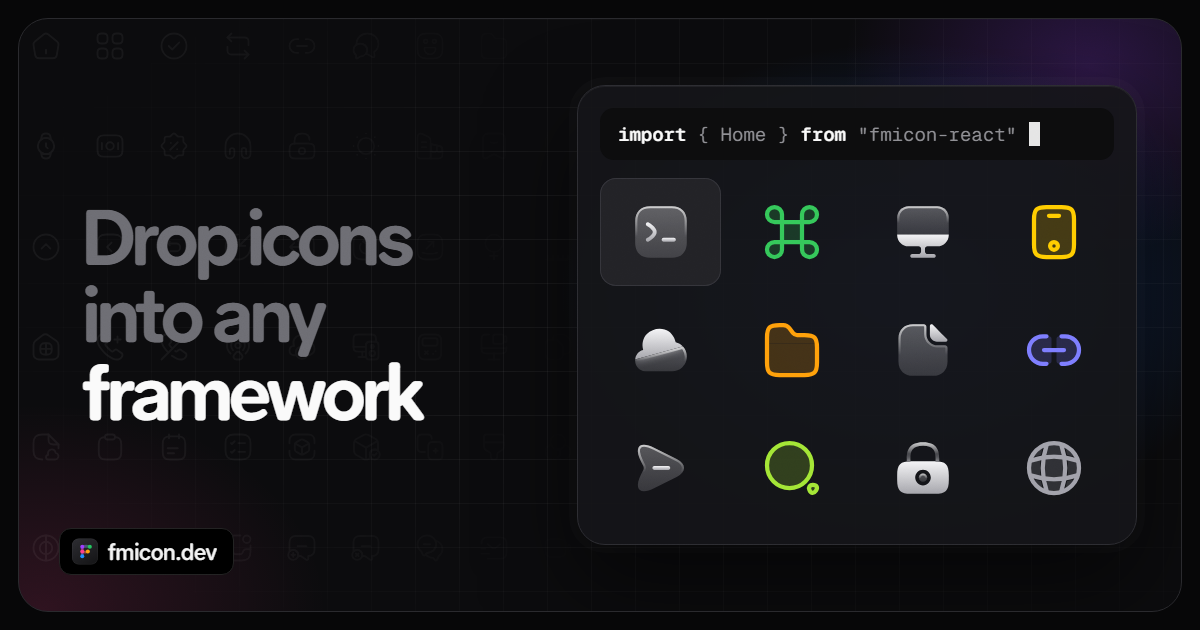 import { Home } from "fmicon-react"
Drop icons
into any
framework
fmicon.dev